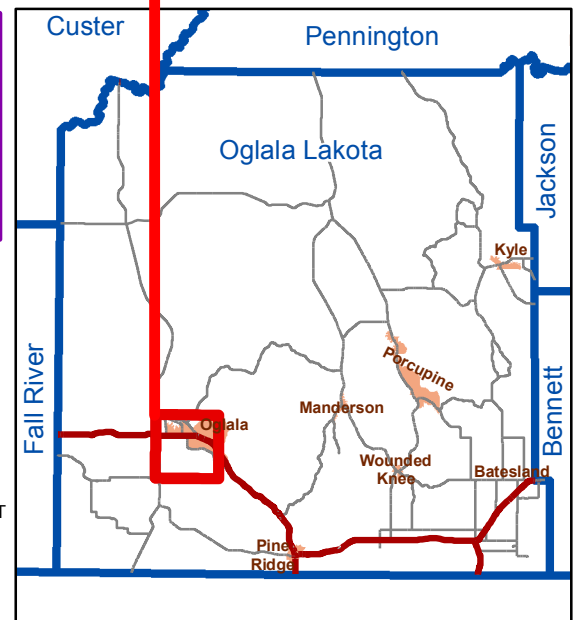 Custer
Pennington
Oglala Lakota
Jackson
Kyle
Fall River
Porcupine
Oglala
Manderson
Bennett
Wounded
Knee
Batesland
T
Pine
Ridge